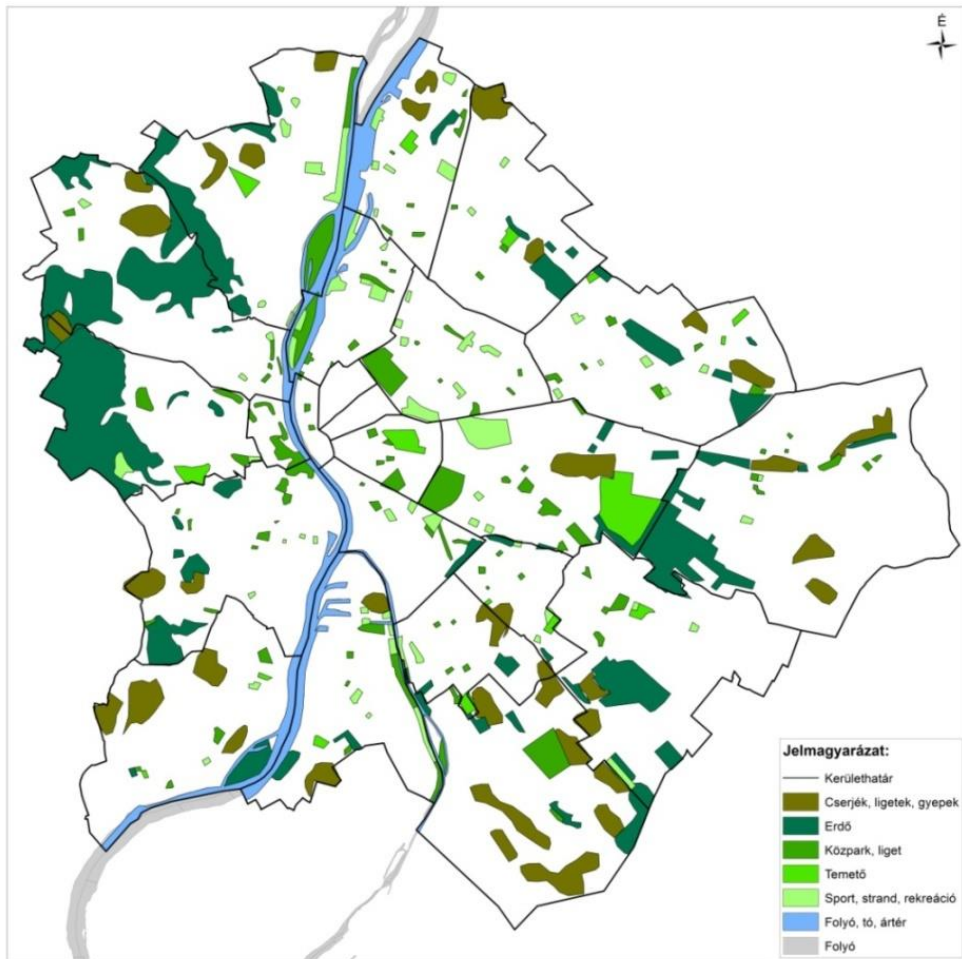 É
Jelmagyarázat:
Kerülethatár
Cserjék, ligetek, gyepek
Erdő
Közpark, liget
Temető
Sport, strand, rekreáció
Folyó, tó, ártér
Folyó